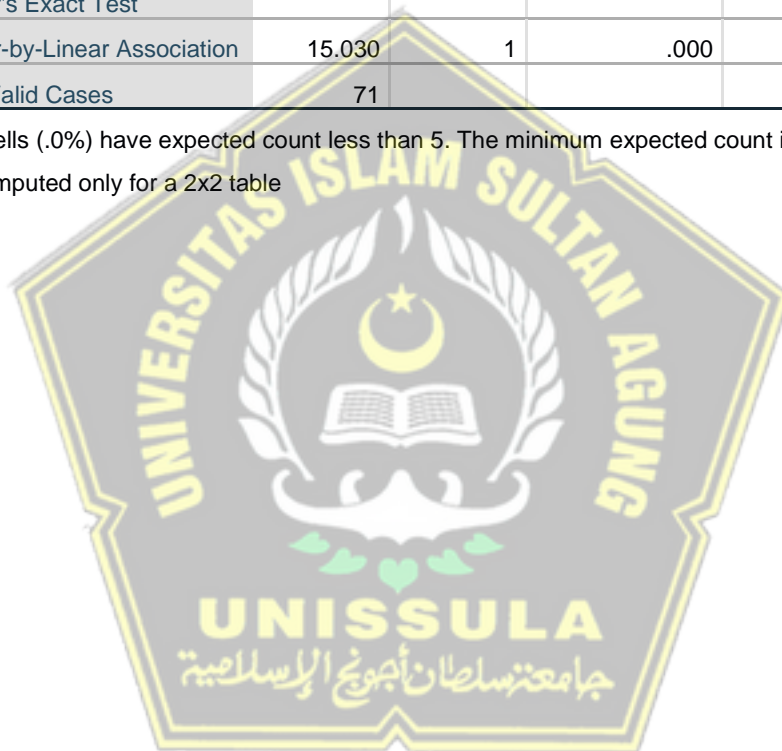 's Exact Test
r-by-Linear Association 15.030 1 .000
alid Cases 71
ells (.0%) have expected count less than 5. The minimum expected count i
mputed only for a 2x2 table
UNIVERSITAS ISLAM SULTAN AGUNG
UNISSULA
جامعة سلطان أجونج الإسلامية